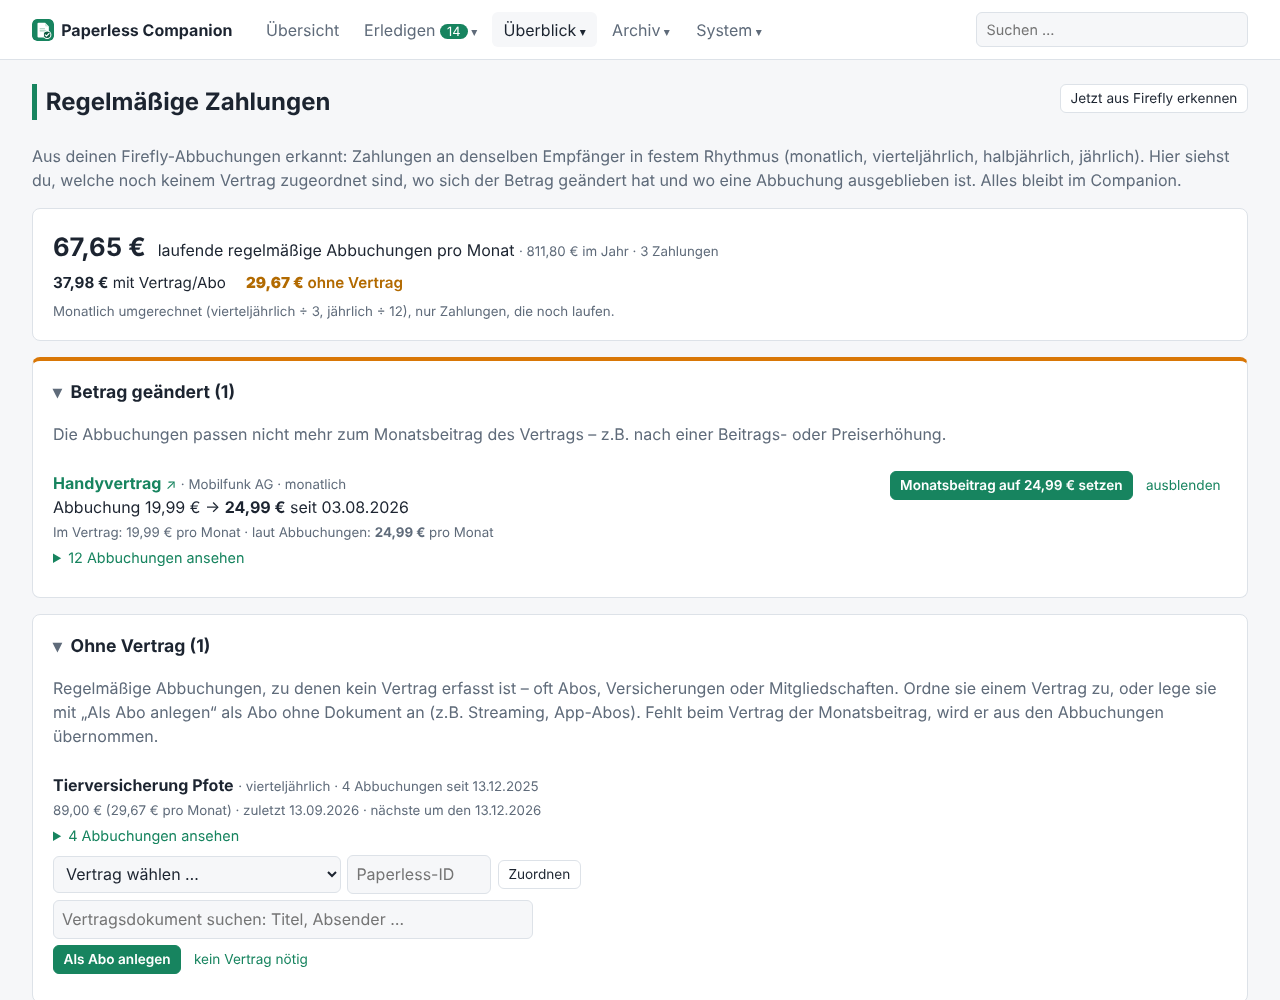 Paperless Companion Übersicht Erledigen 14 ▾ Überblick ▾ Archiv ▾ System ▾ Suchen ...
Regelmäßige Zahlungen Jetzt aus Firefly erkennen
Aus deinen Firefly-Abbuchungen erkannt: Zahlungen an denselben Empfänger in festem Rhythmus (monatlich, vierteljährlich, halbjährlich, jährlich). Hier siehst
du, welche noch keinem Vertrag zugeordnet sind, wo sich der Betrag geändert hat und wo eine Abbuchung ausgeblieben ist. Alles bleibt im Companion.
67,65 € laufende regelmäßige Abbuchungen pro Monat · 811,80 € im Jahr · 3 Zahlungen
37,98 € mit Vertrag/Abo 29,67 € ohne Vertrag
Monatlich umgerechnet (vierteljährlich ÷ 3, jährlich ÷ 12), nur Zahlungen, die noch laufen.
▼ Betrag geändert (1)
Die Abbuchungen passen nicht mehr zum Monatsbeitrag des Vertrags – z.B. nach einer Beitrags- oder Preiserhöhung.
Handyvertrag ↗ · Mobilfunk AG · monatlich Monatsbeitrag auf 24,99 € setzen ausblenden
Abbuchung 19,99 € → 24,99 € seit 03.08.2026
Im Vertrag: 19,99 € pro Monat · laut Abbuchungen: 24,99 € pro Monat
▶ 12 Abbuchungen ansehen
▼ Ohne Vertrag (1)
Regelmäßige Abbuchungen, zu denen kein Vertrag erfasst ist – oft Abos, Versicherungen oder Mitgliedschaften. Ordne sie einem Vertrag zu, oder lege sie
mit „Als Abo anlegen“ als Abo ohne Dokument an (z.B. Streaming, App-Abos). Fehlt beim Vertrag der Monatsbeitrag, wird er aus den Abbuchungen
übernommen.
Tierversicherung Pfote · vierteljährlich · 4 Abbuchungen seit 13.12.2025
89,00 € (29,67 € pro Monat) · zuletzt 13.09.2026 · nächste um den 13.12.2026
▶ 4 Abbuchungen ansehen
Vertrag wählen ... Paperless-ID Zuordnen
Vertragsdokument suchen: Titel, Absender ...
Als Abo anlegen kein Vertrag nötig